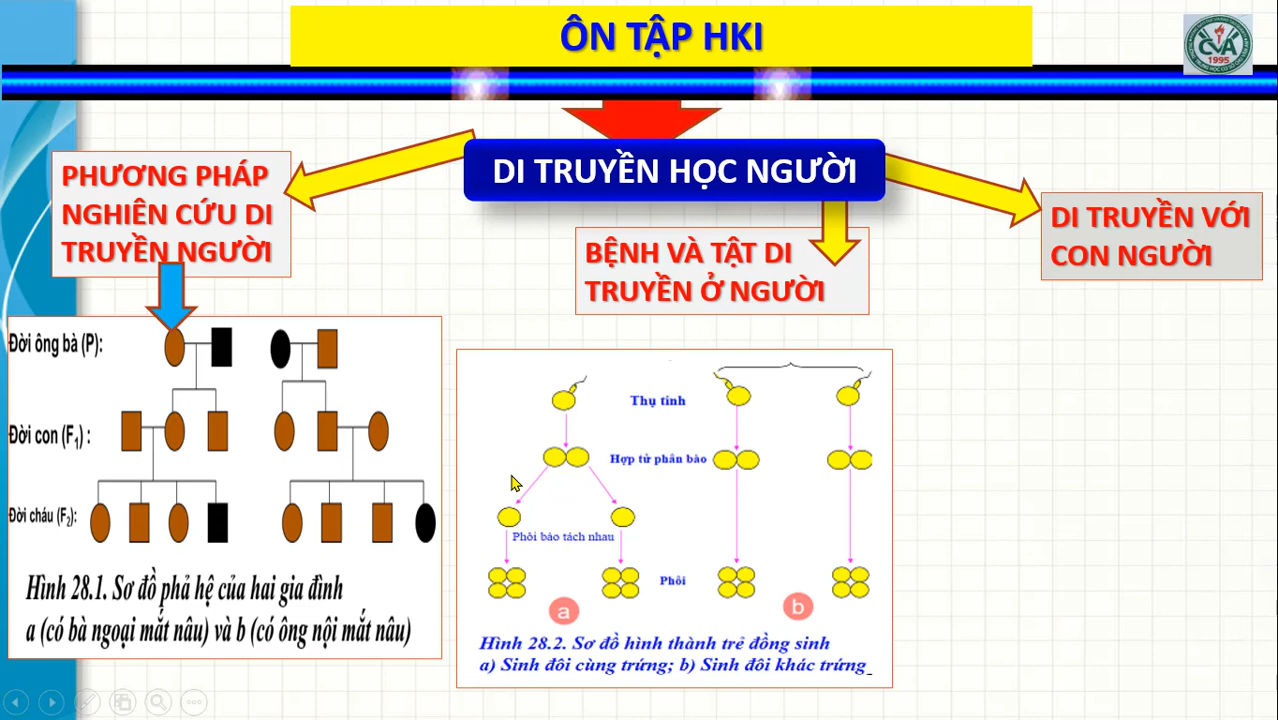 ÔN TẬP HKI
CVA
1995
DI TRUYỀN HỌC NGƯỜI
PHƯƠNG PHÁP
NGHIÊN CỨU DI
TRUYỀN NGƯỜI
BỆNH VÀ TẬT DI
TRUYỀN Ở NGƯỜI
DI TRUYỀN VỚI
CON NGƯỜI
Đời ông bà (P):
Đời con (F₁) :
Đời cháu (F₂):
Hình 28.1. Sơ đồ phả hệ của hai gia đình
a (có bà ngoại mắt nâu) và b (có ông nội mắt nâu)
Thụ tinh
Hợp tử phân bào
Phôi bào tách nhau
Phôi
a
b
Hình 28.2. Sơ đồ hình thành trẻ đồng sinh
a) Sinh đôi cùng trứng; b) Sinh đôi khác trứng